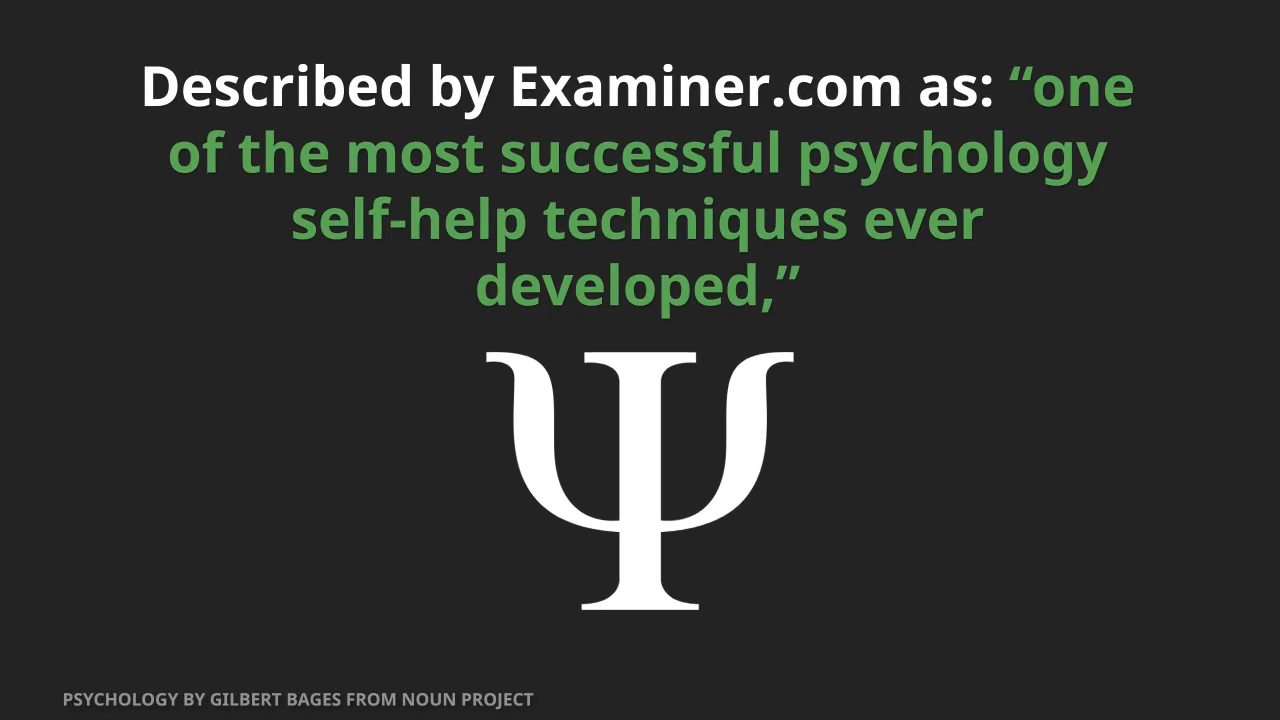 Described by Examiner.com as: “one
of the most successful psychology
self-help techniques ever
developed,”
Ψ
PSYCHOLOGY BY GILBERT BAGES FROM NOUN PROJECT